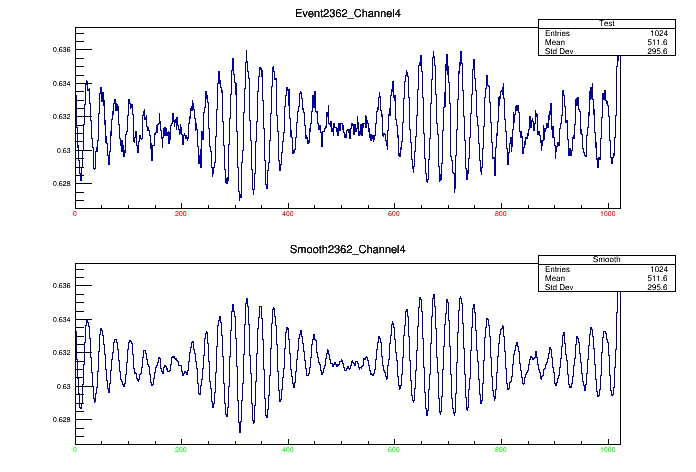 Event2362_Channel4
Test
Entries 1024
Mean 511.6
Std Dev 295.6
0.636
0.634
0.632
0.63
0.628
0 200 400 600 800 1000
Smooth2362_Channel4
Smooth
Entries 1024
Mean 511.6
Std Dev 295.6
0.636
0.634
0.632
0.63
0.628
0 200 400 600 800 1000